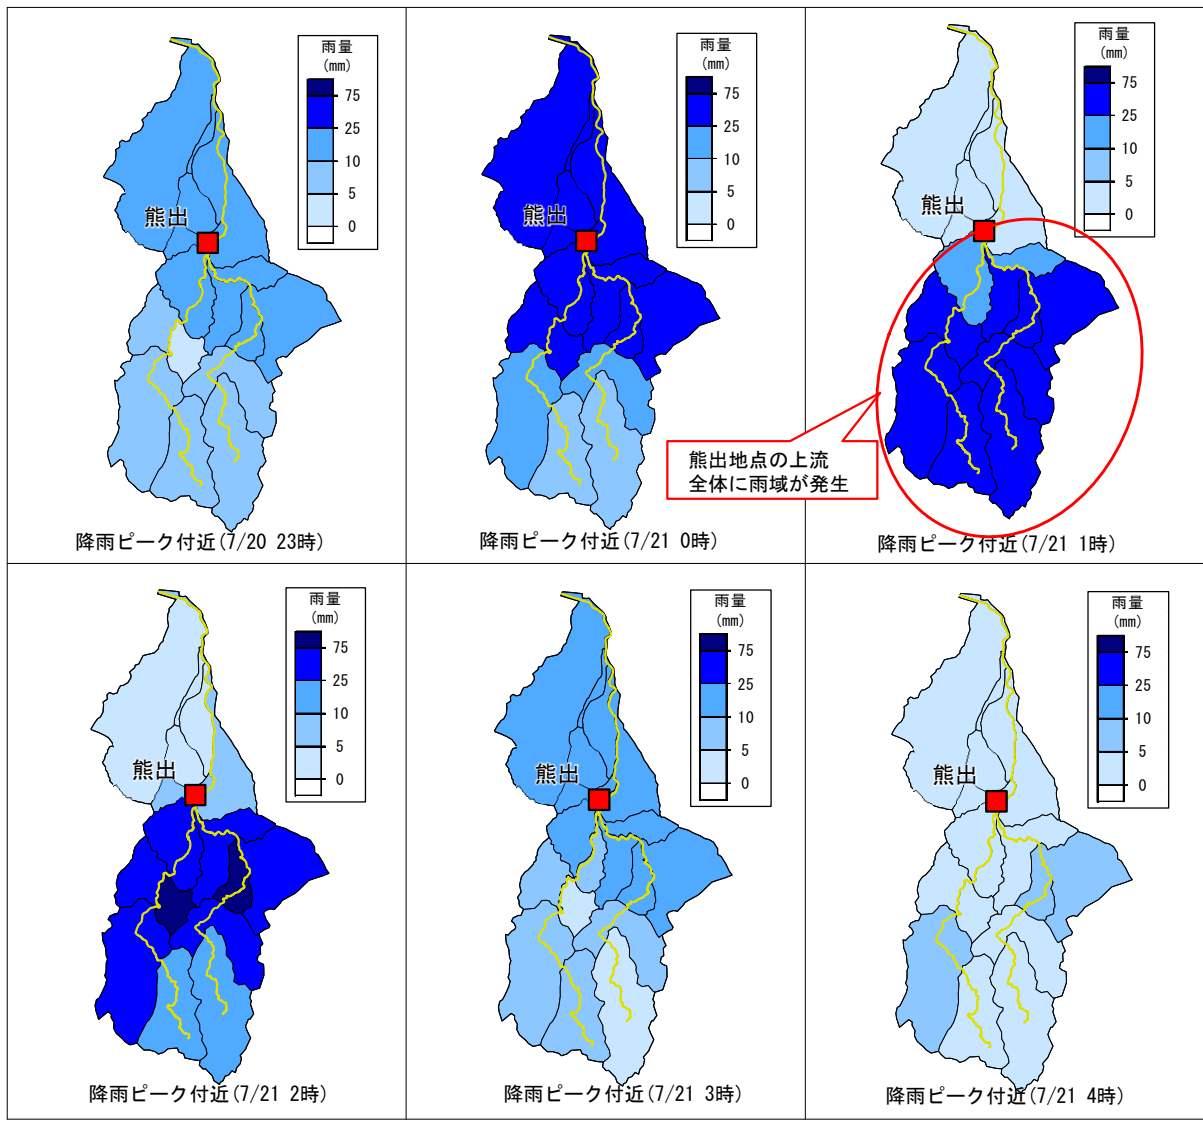 雨量
(mm)
75
25
10
5
0
熊出
降雨ピーク付近(7/20 23時)
雨量
(mm)
75
25
10
5
0
熊出
降雨ピーク付近(7/21 0時)
雨量
(mm)
75
25
10
5
0
熊出
熊出地点の上流
全体に雨域が発生
降雨ピーク付近(7/21 1時)
雨量
(mm)
75
25
10
5
0
熊出
降雨ピーク付近(7/21 2時)
雨量
(mm)
75
25
10
5
0
熊出
降雨ピーク付近(7/21 3時)
雨量
(mm)
75
25
10
5
0
熊出
降雨ピーク付近(7/21 4時)